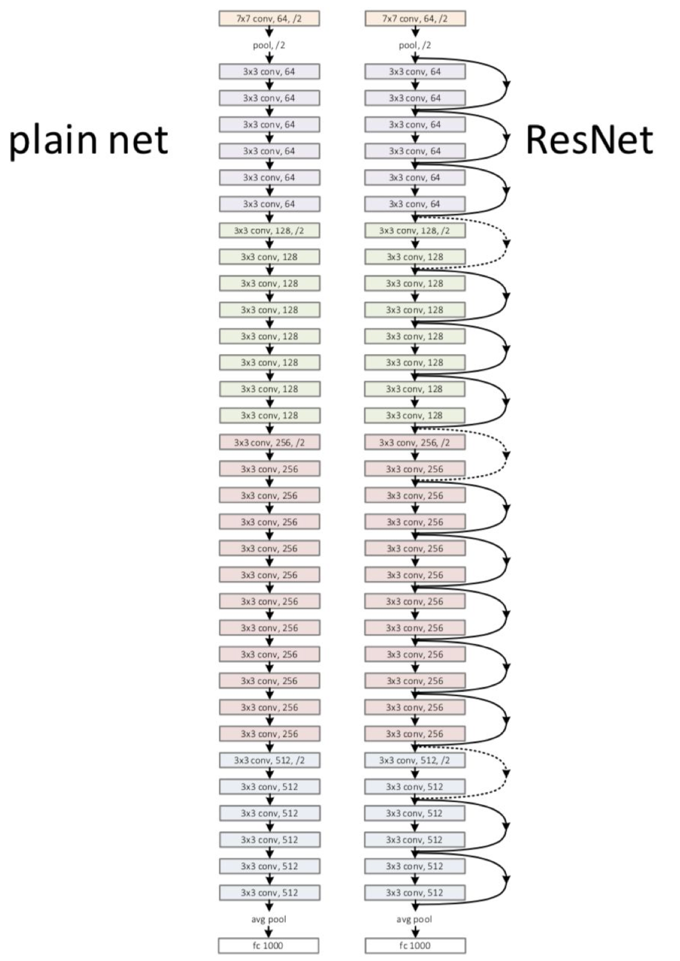 plain net
7x7 conv, 64, /2
pool, /2
3x3 conv, 64
3x3 conv, 64
3x3 conv, 64
3x3 conv, 64
3x3 conv, 64
3x3 conv, 64
3x3 conv, 128, /2
3x3 conv, 128
3x3 conv, 128
3x3 conv, 128
3x3 conv, 128
3x3 conv, 128
3x3 conv, 128
3x3 conv, 128
3x3 conv, 256, /2
3x3 conv, 256
3x3 conv, 256
3x3 conv, 256
3x3 conv, 256
3x3 conv, 256
3x3 conv, 256
3x3 conv, 256
3x3 conv, 256
3x3 conv, 256
3x3 conv, 256
3x3 conv, 256
3x3 conv, 512, /2
3x3 conv, 512
3x3 conv, 512
3x3 conv, 512
3x3 conv, 512
3x3 conv, 512
avg pool
fc 1000
ResNet
7x7 conv, 64, /2
pool, /2
3x3 conv, 64
3x3 conv, 64
3x3 conv, 64
3x3 conv, 64
3x3 conv, 64
3x3 conv, 64
3x3 conv, 128, /2
3x3 conv, 128
3x3 conv, 128
3x3 conv, 128
3x3 conv, 128
3x3 conv, 128
3x3 conv, 128
3x3 conv, 128
3x3 conv, 256, /2
3x3 conv, 256
3x3 conv, 256
3x3 conv, 256
3x3 conv, 256
3x3 conv, 256
3x3 conv, 256
3x3 conv, 256
3x3 conv, 256
3x3 conv, 256
3x3 conv, 256
3x3 conv, 256
3x3 conv, 512, /2
3x3 conv, 512
3x3 conv, 512
3x3 conv, 512
3x3 conv, 512
3x3 conv, 512
avg pool
fc 1000